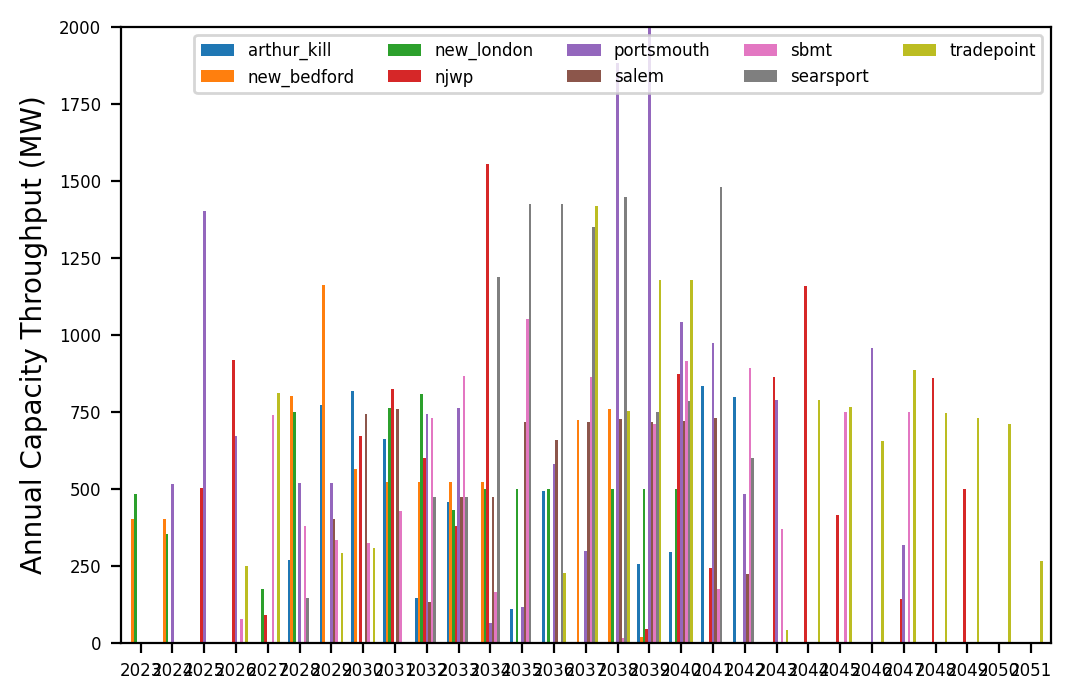 Annual Capacity Throughput (MW)
2000
1750
1500
1250
1000
750
500
250
0
arthur_kill new_london portsmouth sbmt tradepoint
new_bedford njwp salem searsport
2023 2024 2025 2026 2027 2028 2029 2030 2031 2032 2033 2034 2035 2036 2037 2038 2039 2040 2041 2042 2043 2044 2045 2046 2047 2048 2049 2050 2051